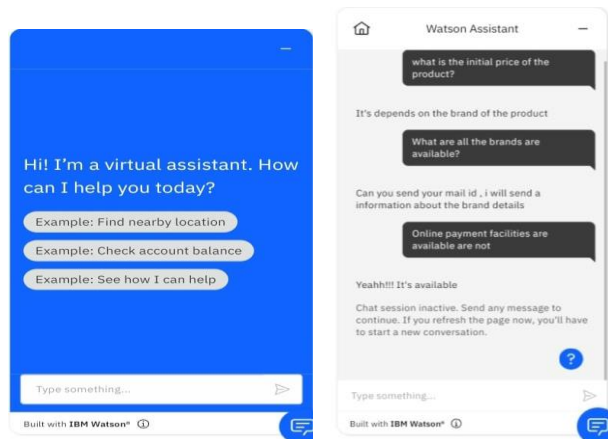 Hi! I'm a virtual assistant. How
can I help you today?
Example: Find nearby location
Example: Check account balance
Example: See how I can help
Type something...
Built with IBM Watson®
Watson Assistant
what is the initial price of the
product?
It's depends on the brand of the product
What are all the brands are
available?
Can you send your mail id , i will send a
information about the brand details
Online payment facilities are
available are not
Yeahh!!! It's available
Chat session inactive. Send any message to
continue. If you refresh the page now, you'll have
to start a new conversation.
?
Type something...
Built with IBM Watson®